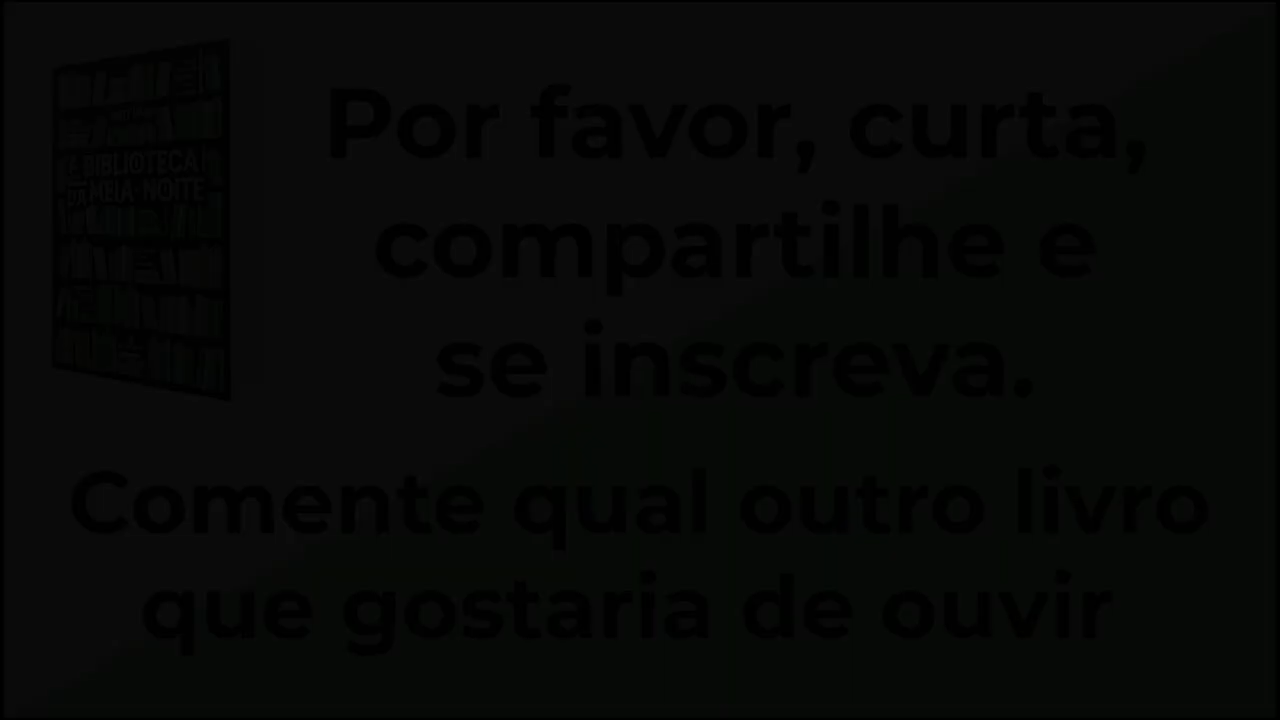 A BIBLIOTECA
DA MEIA-NOITE
Por favor, curta,
compartilhe e
se inscreva.
Comente qual outro livro
que gostaria de ouvir